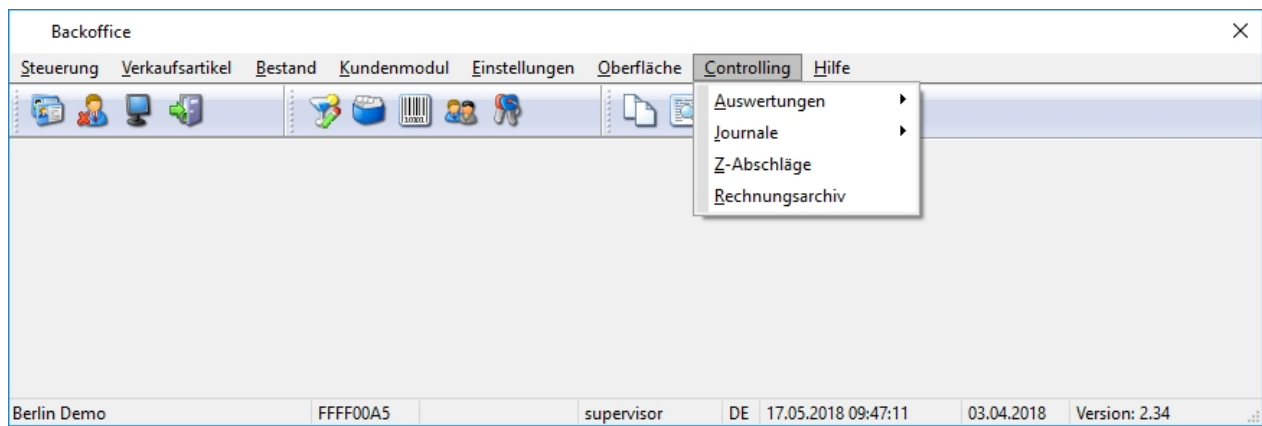 Backoffice
Steuerung Verkaufsartikel Bestand Kundenmodul Einstellungen Oberfläche Controlling Hilfe
Auswertungen
Journale
Z-Abschläge
Rechnungsarchiv
Berlin Demo FFFF00A5 supervisor DE 17.05.2018 09:47:11 03.04.2018 Version: 2.34